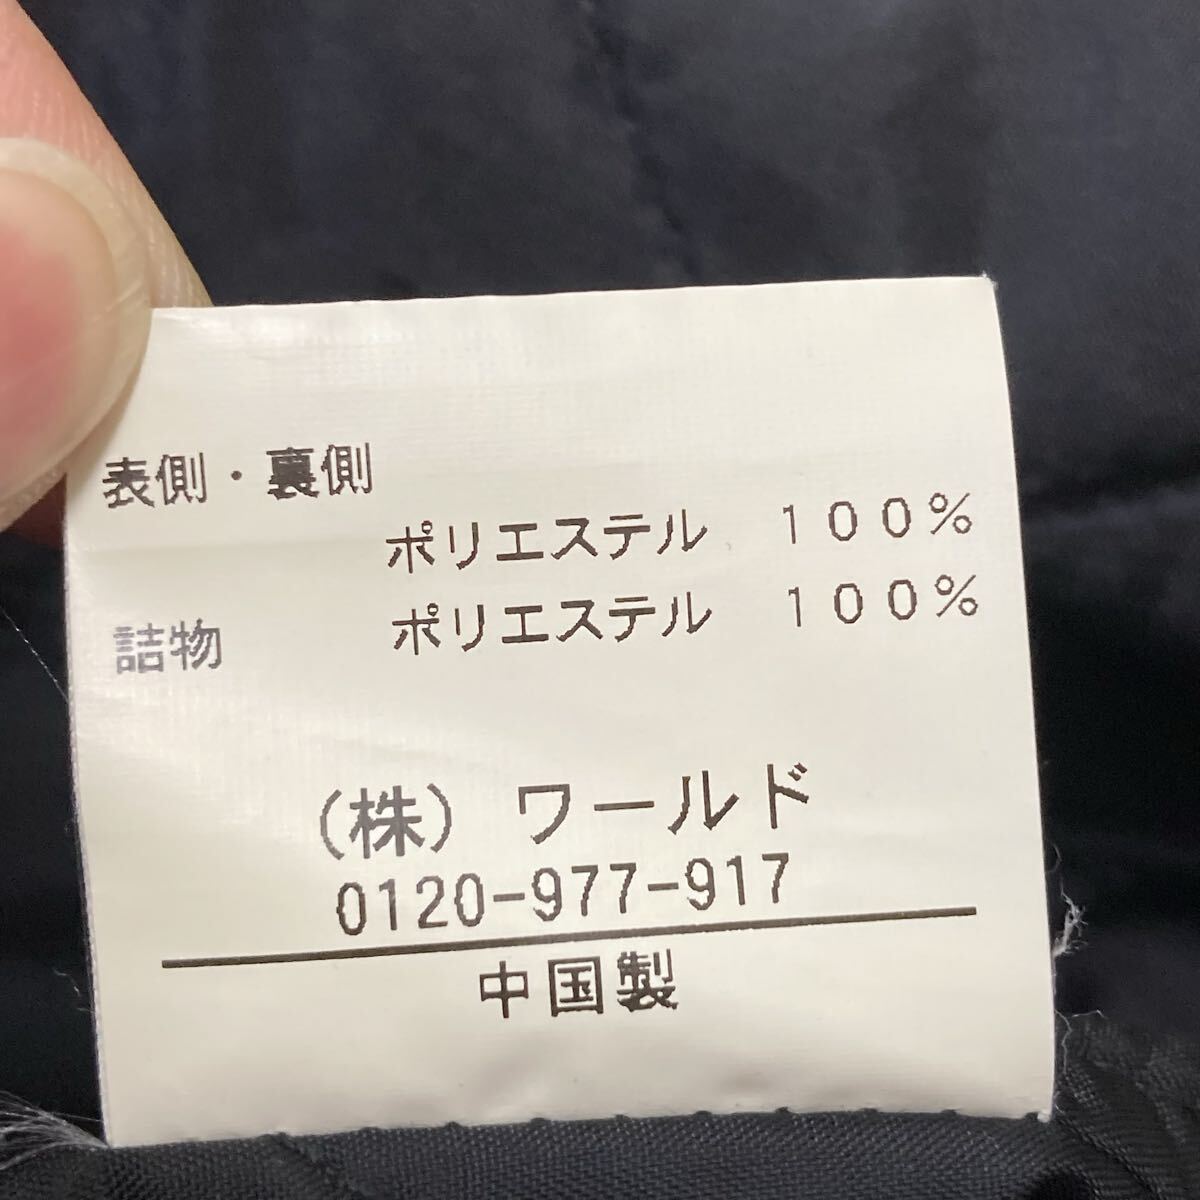 表側・裏側
ポリエステル　１００％
詰物　ポリエステル　１００％
（株）ワールド
0120-977-917
中国製